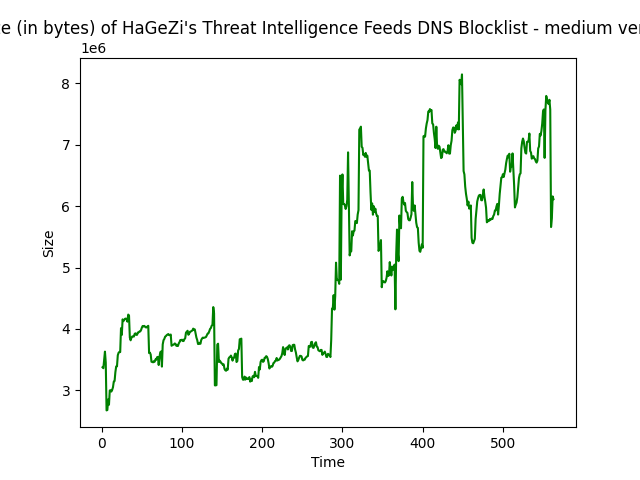 (in bytes) of HaGeZi's Threat Intelligence Feeds DNS Blocklist - medium
1e6
8
7
6
5
4
3
Size
0 100 200 300 400 500
Time